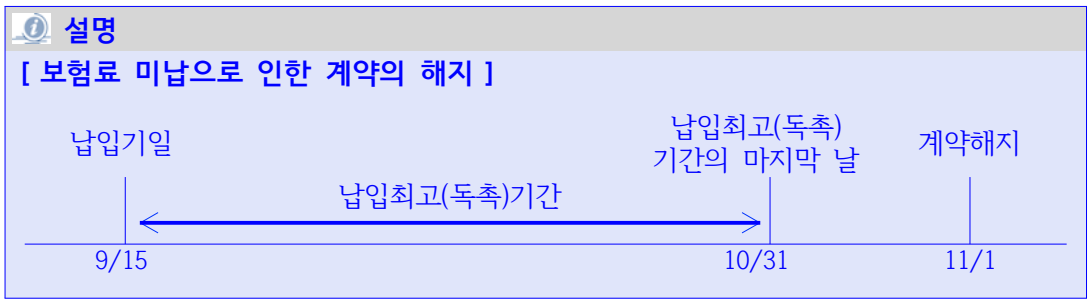 설명
[ 보험료 미납으로 인한 계약의 해지 ]
납입기일
납입최고(독촉)
기간의 마지막 날
계약해지
납입최고(독촉)기간
9/15
10/31
11/1